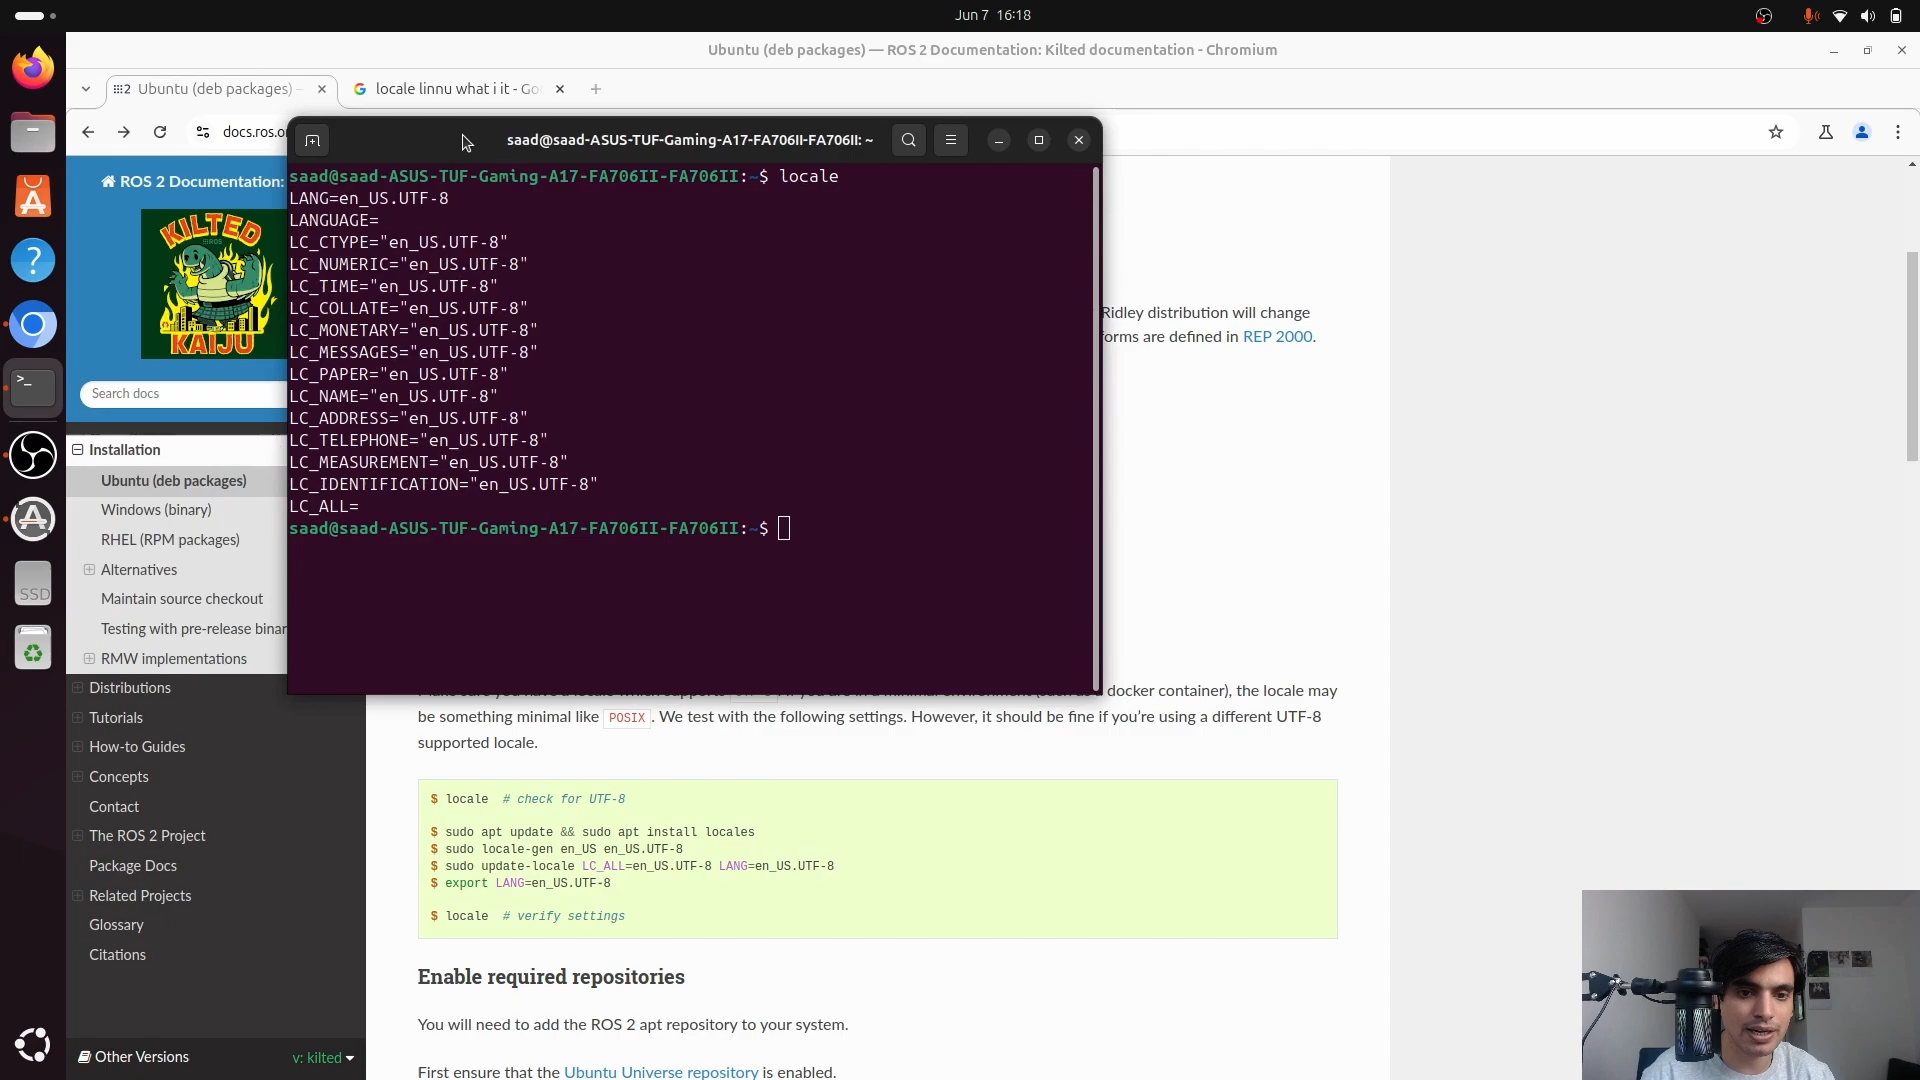 Jun 7 16:18
Ubuntu (deb packages) — ROS 2 Documentation: Kilted documentation - Chromium
Ubuntu (deb packages) –
locale linnu what i it - Go
docs.ros.o
saad@saad-ASUS-TUF-Gaming-A17-FA706II-FA706II: ~
ROS 2 Documentation:
KILTED
ROS
KAIJU
Search docs
Installation
Ubuntu (deb packages)
Windows (binary)
RHEL (RPM packages)
Alternatives
Maintain source checkout
Testing with pre-release binar
RMW implementations
Distributions
Tutorials
How-to Guides
Concepts
Contact
The ROS 2 Project
Package Docs
Related Projects
Glossary
Citations
Other Versions
v: kilted
SSD
saad@saad-ASUS-TUF-Gaming-A17-FA706II-FA706II:~$ locale
LANG=en_US.UTF-8
LANGUAGE=
LC_CTYPE="en_US.UTF-8"
LC_NUMERIC="en_US.UTF-8"
LC_TIME="en_US.UTF-8"
LC_COLLATE="en_US.UTF-8"
LC_MONETARY="en_US.UTF-8"
LC_MESSAGES="en_US.UTF-8"
LC_PAPER="en_US.UTF-8"
LC_NAME="en_US.UTF-8"
LC_ADDRESS="en_US.UTF-8"
LC_TELEPHONE="en_US.UTF-8"
LC_MEASUREMENT="en_US.UTF-8"
LC_IDENTIFICATION="en_US.UTF-8"
LC_ALL=
saad@saad-ASUS-TUF-Gaming-A17-FA706II-FA706II:~$
Ridley distribution will change
orms are defined in REP 2000.
docker container), the locale may
be something minimal like POSIX. We test with the following settings. However, it should be fine if you’re using a different UTF-8
supported locale.
$ locale # check for UTF-8
$ sudo apt update && sudo apt install locales
$ sudo locale-gen en_US en_US.UTF-8
$ sudo update-locale LC_ALL=en_US.UTF-8 LANG=en_US.UTF-8
$ export LANG=en_US.UTF-8
$ locale # verify settings
Enable required repositories
You will need to add the ROS 2 apt repository to your system.
First ensure that the Ubuntu Universe repository is enabled.